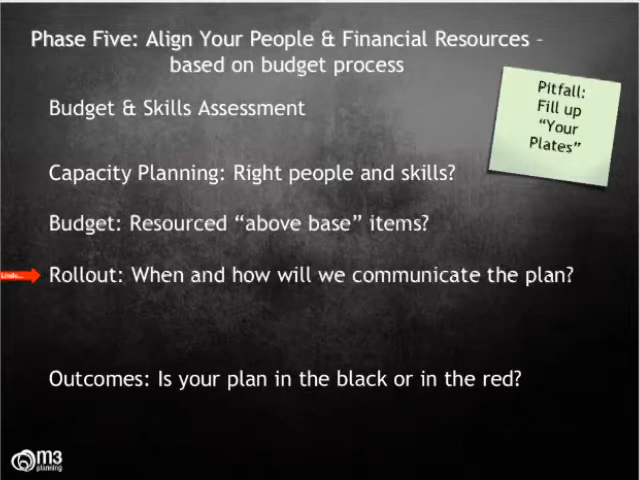 Phase Five: Align Your People & Financial Resources –
based on budget process
Pitfall:
Fill up
“Your
Plates”
Budget & Skills Assessment
Capacity Planning: Right people and skills?
Budget: Resourced “above base” items?
Rollout: When and how will we communicate the plan?
Outcomes: Is your plan in the black or in the red?
m3
planning